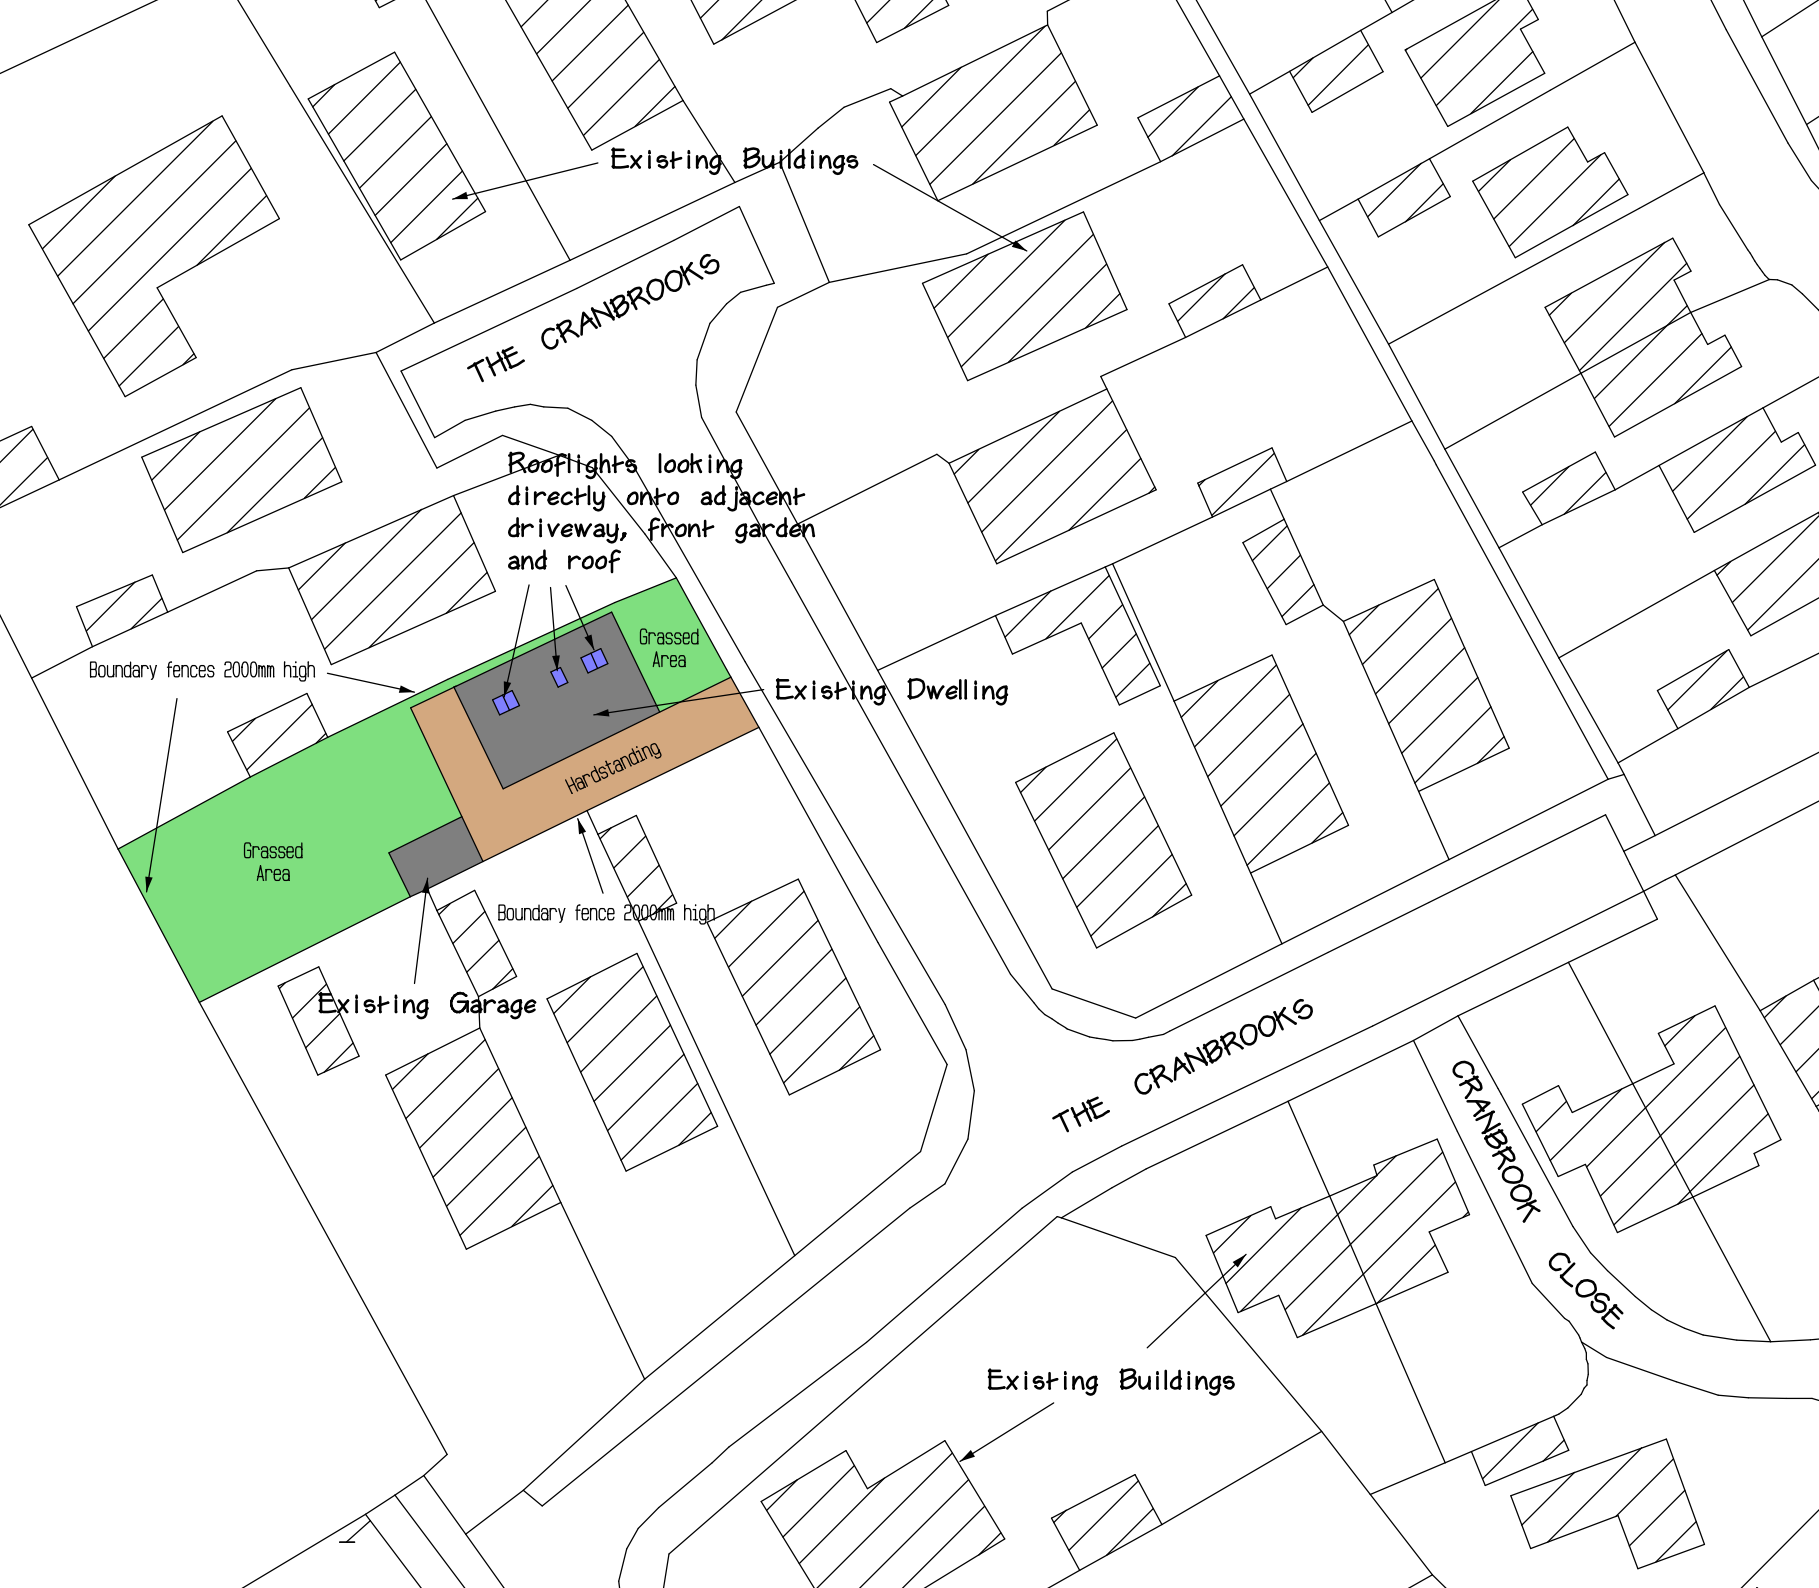 Existing Buildings
THE CRANBROOKS
Rooflights looking
directly onto adjacent
driveway, front garden
and roof
Grassed
Area
Boundary fences 2000mm high
Existing Dwelling
Hardstanding
Grassed
Area
Boundary fence 2000mm high
Existing Garage
THE CRANBROOKS
CRANBROOK CLOSE
Existing Buildings